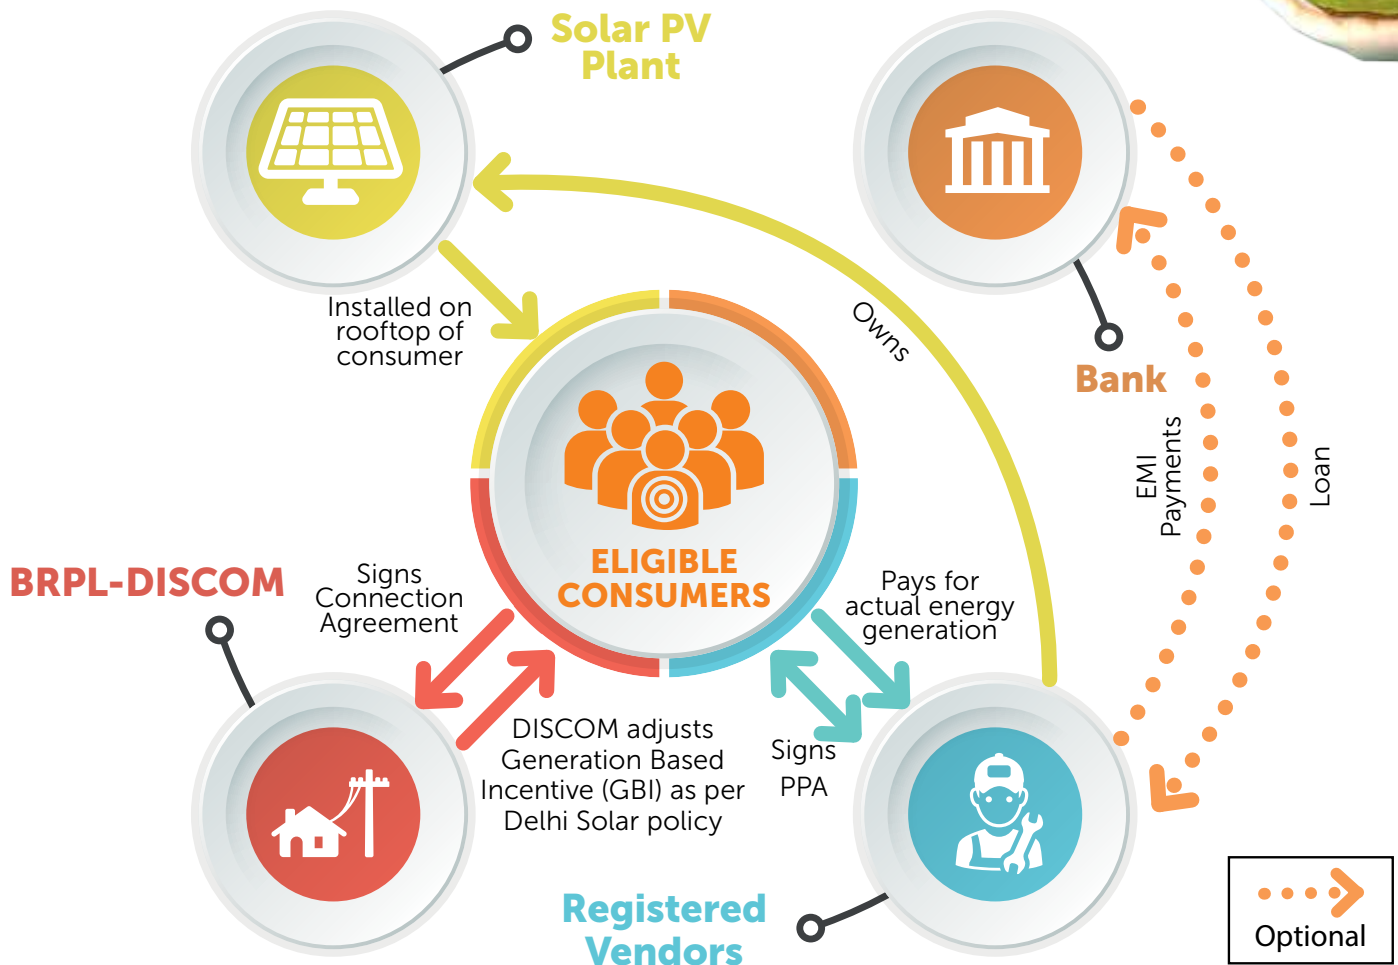 Solar PV
Plant
Installed on
rooftop of
consumer
Owns
Bank
EMI
Payments
Loan
ELIGIBLE
CONSUMERS
BRPL-DISCOM
Signs
Connection
Agreement
Pays for
actual energy
generation
DISCOM adjusts
Generation Based
Incentive (GBI) as per
Delhi Solar policy
Signs
PPA
Registered
Vendors
Optional